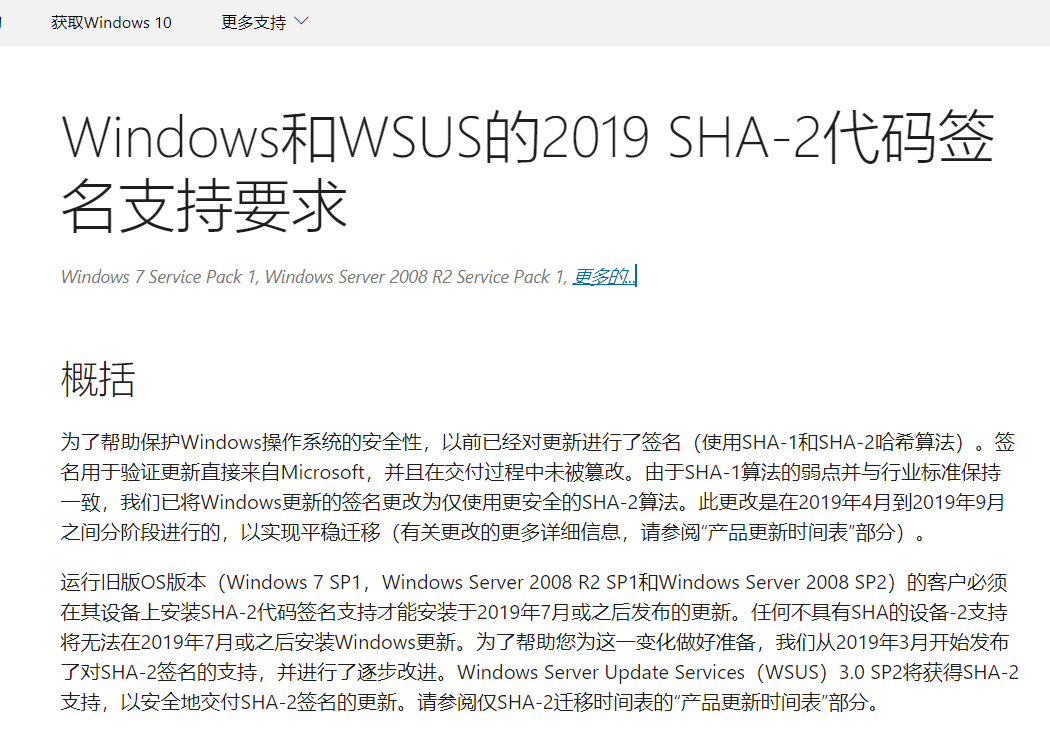 获取Windows 10 更多支持
Windows和WSUS的2019 SHA-2代码签
名支持要求
Windows 7 Service Pack 1, Windows Server 2008 R2 Service Pack 1, 更多的...
概括
为了帮助保护Windows操作系统的安全性，以前已经对更新进行了签名（使用SHA-1和SHA-2哈希算法）。签
名用于验证更新直接来自Microsoft，并且在交付过程中未被篡改。由于SHA-1算法的弱点并与行业标准保持
一致，我们已将Windows更新的签名更改为仅使用更安全的SHA-2算法。此更改是在2019年4月到2019年9月
之间分阶段进行的，以实现平稳迁移（有关更改的更多详细信息，请参阅“产品更新时间表”部分）。
运行旧版OS版本（Windows 7 SP1，Windows Server 2008 R2 SP1和Windows Server 2008 SP2）的客户必须
在其设备上安装SHA-2代码签名支持才能安装于2019年7月或之后发布的更新。任何不具有SHA的设备-2支持
将无法在2019年7月或之后安装Windows更新。为了帮助您为这一变化做好准备，我们从2019年3月开始发布
了对SHA-2签名的支持，并进行了逐步改进。Windows Server Update Services（WSUS）3.0 SP2将获得SHA-2
支持，以安全地交付SHA-2签名的更新。请参阅仅SHA-2迁移时间表的“产品更新时间表”部分。